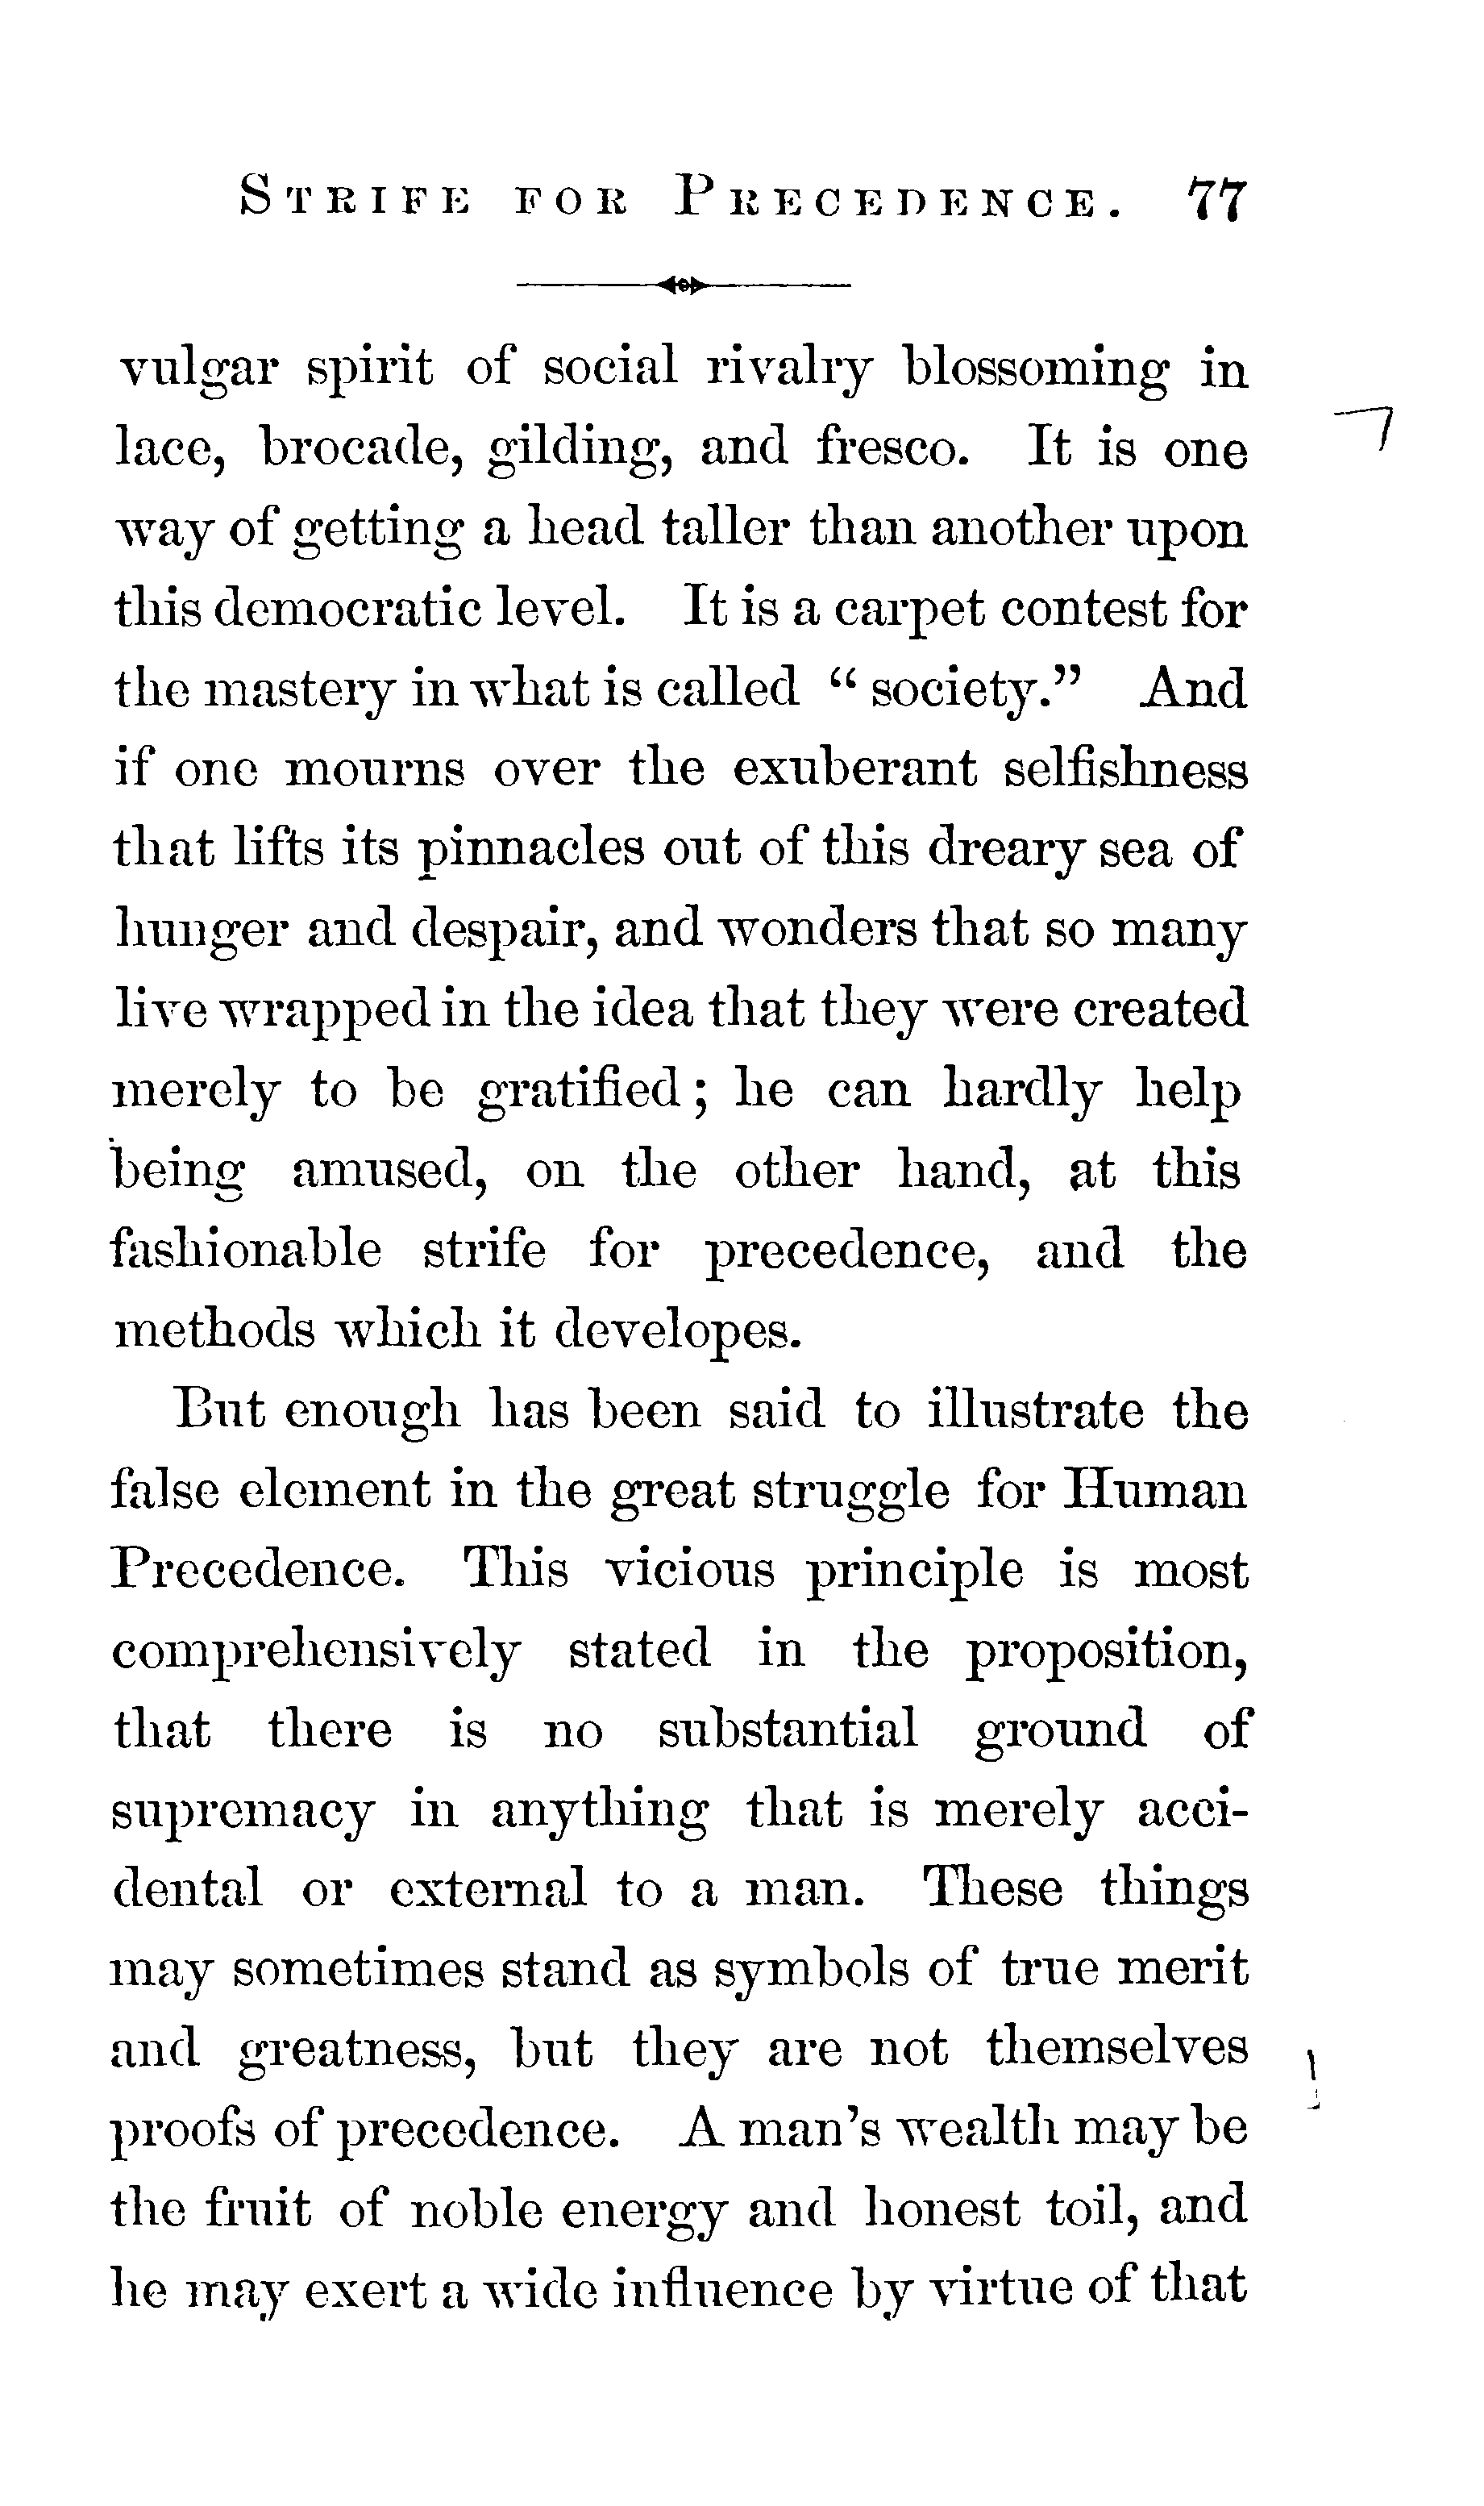 STRIFE FOR PRECEDENCE. 77
vulgar spirit of social rivalry blossoming in
lace, brocade, gilding, and fresco. It is one
way of getting a head taller than another upon
this democratic level. It is a carpet contest for
the mastery in what is called “society.” And
if one mourns over the exuberant selfishness
that lifts its pinnacles out of this dreary sea of
hunger and despair, and wonders that so many
live wrapped in the idea that they were created
merely to be gratified; he can hardly help
being amused, on the other hand, at this
fashionable strife for precedence, and the
methods which it developes.
But enough has been said to illustrate the
false element in the great struggle for Human
Precedence. This vicious principle is most
comprehensively stated in the proposition,
that there is no substantial ground of
supremacy in anything that is merely acci-
dental or external to a man. These things
may sometimes stand as symbols of true merit
and greatness, but they are not themselves
proofs of precedence. A man’s wealth may be
the fruit of noble energy and honest toil, and
he may exert a wide influence by virtue of that